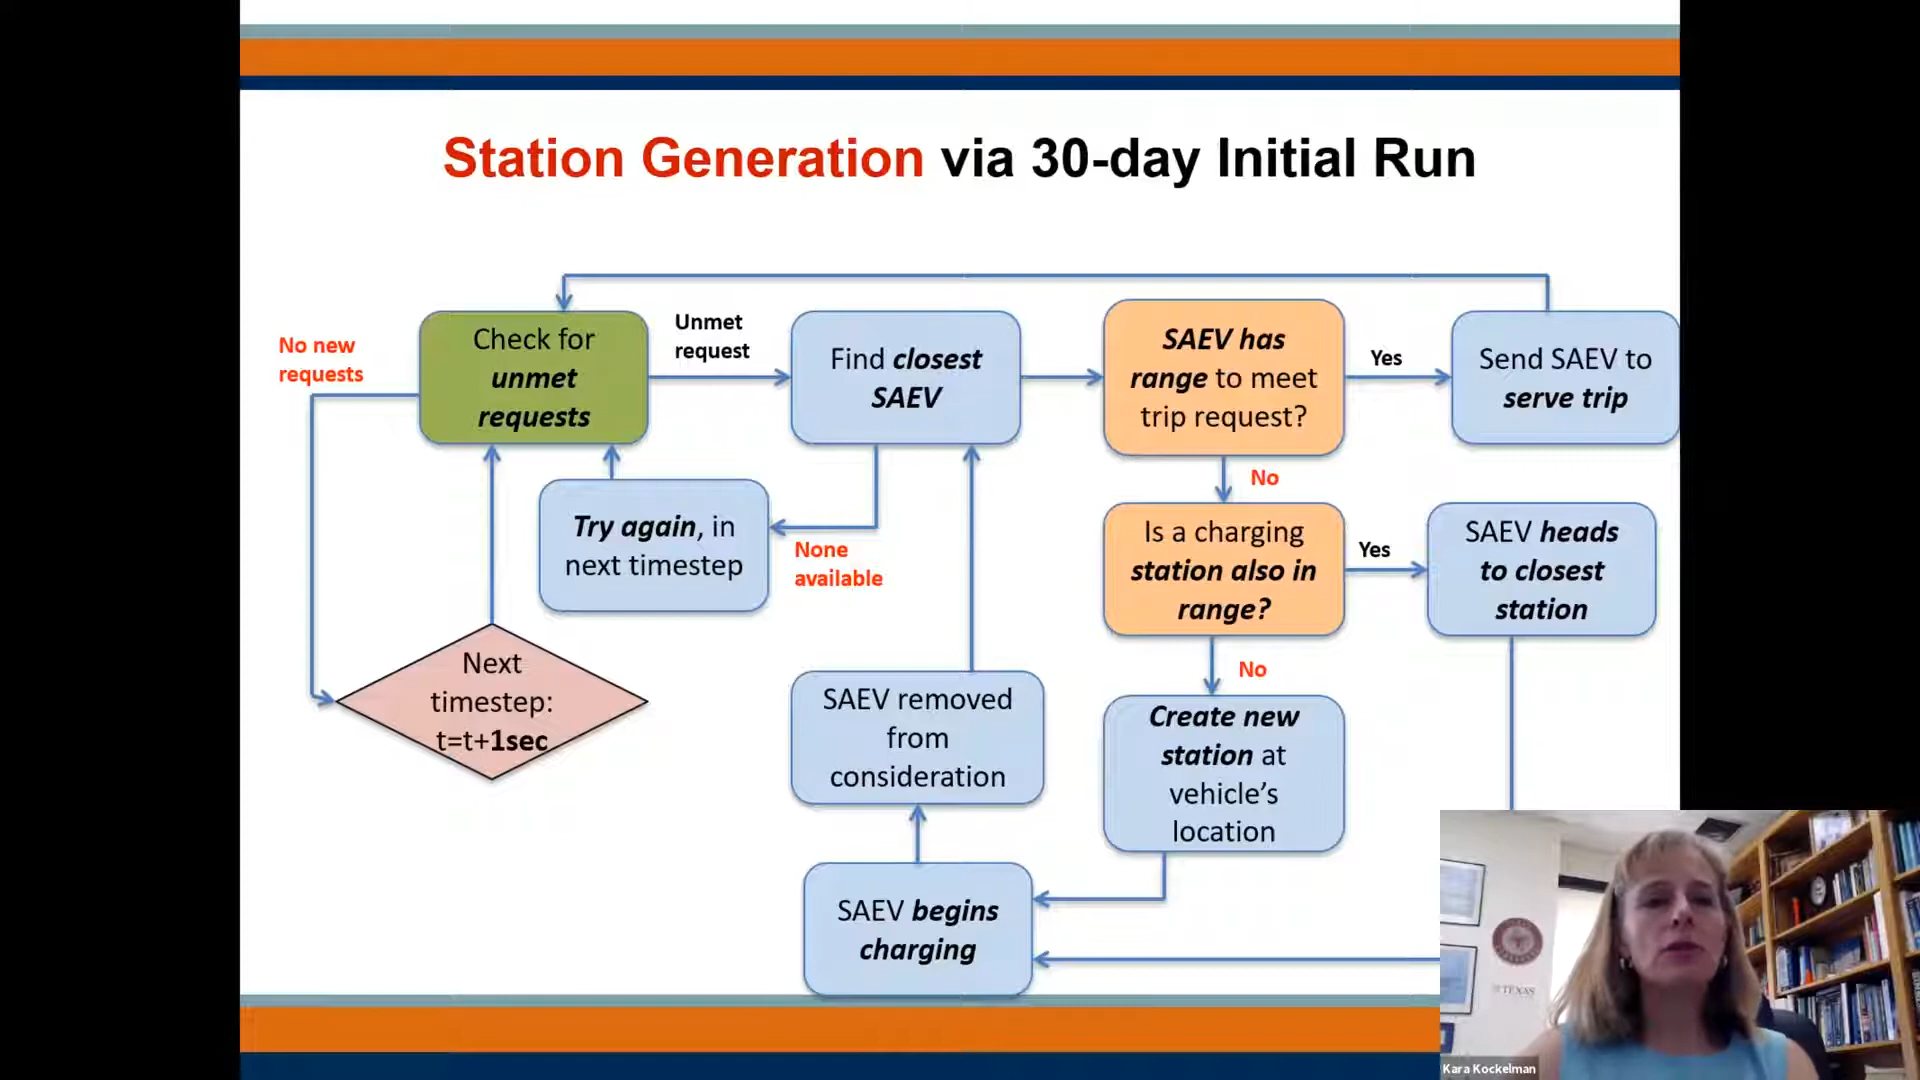 Station Generation via 30-day Initial Run
No new
requests
Check for
unmet
requests
Unmet
request
Find closest
SAEV
SAEV has
range to meet
trip request?
Yes
Send SAEV to
serve trip
No
Try again, in
next timestep
None
available
Is a charging
station also in
range?
Yes
SAEV heads
to closest
station
No
Next
timestep:
t=t+1sec
SAEV removed
from
consideration
Create new
station at
vehicle's
location
SAEV begins
charging
TEXAS
Kara Kockelman